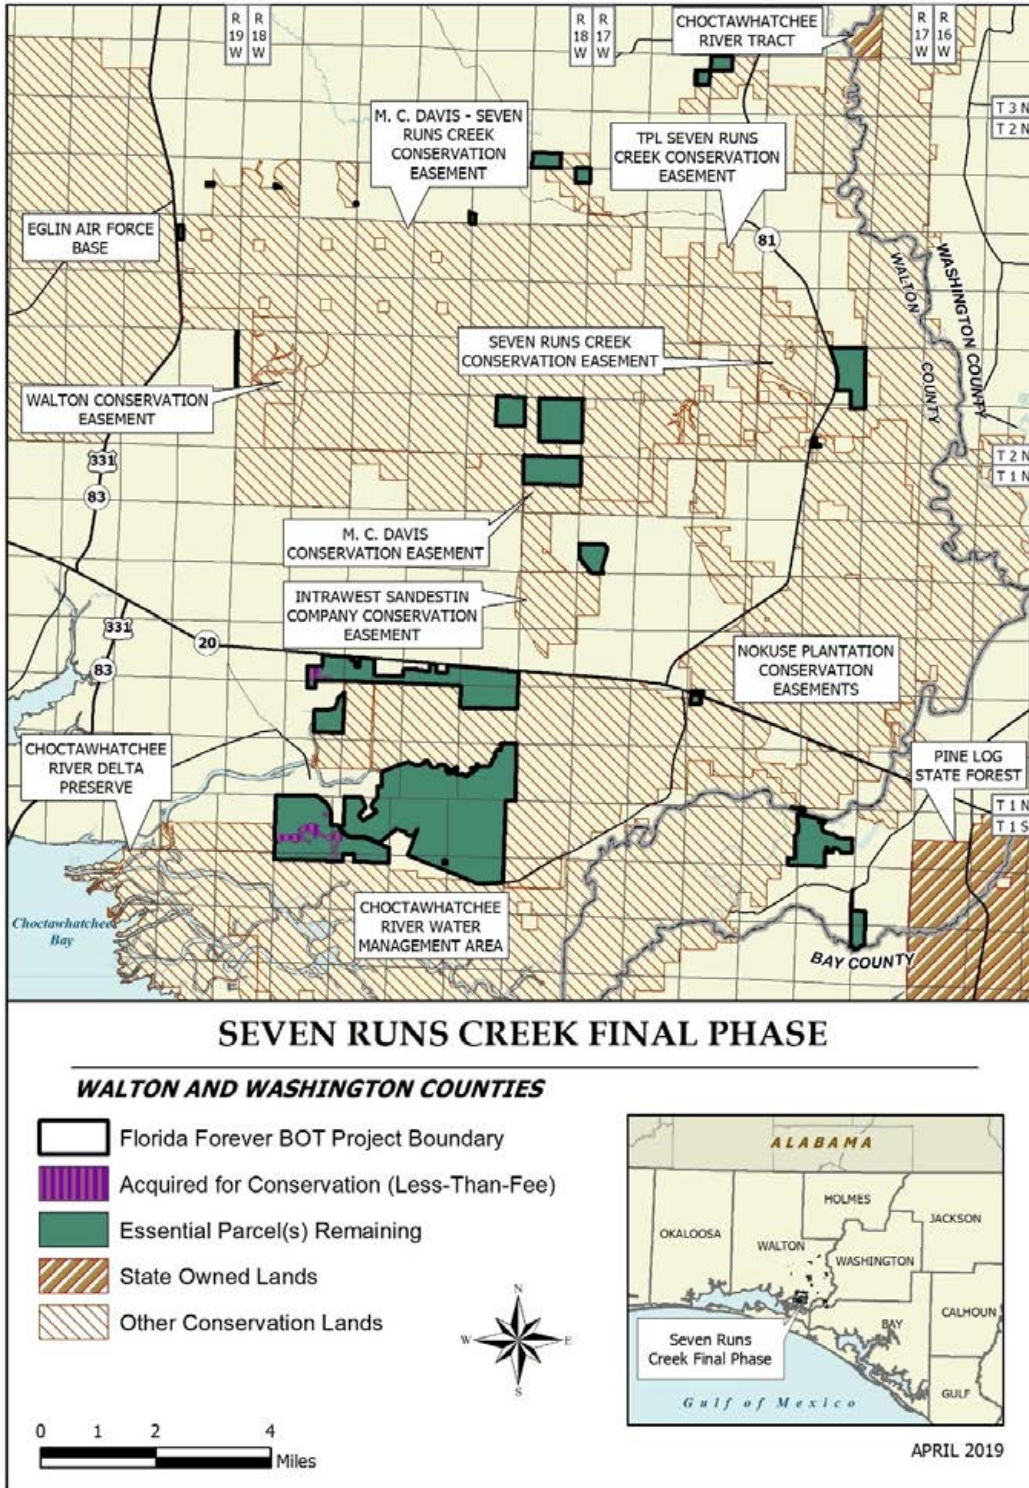 R
19
W
R
18
W
R
18
W
R
17
W
CHOCTAWHATCHEE
RIVER TRACT
R
17
W
R
16
W
T 3 N
T 2 N
M. C. DAVIS - SEVEN
RUNS CREEK
CONSERVATION
EASEMENT
TPL SEVEN RUNS
CREEK CONSERVATION
EASEMENT
EGLIN AIR FORCE
BASE
81
WASHINGTON COUNTY
WALTON
COUNTY
SEVEN RUNS CREEK
CONSERVATION EASEMENT
WALTON CONSERVATION
EASEMENT
331
83
T 2 N
T 1 N
M. C. DAVIS
CONSERVATION EASEMENT
INTRAWEST SANDESTIN
COMPANY CONSERVATION
EASEMENT
331
83
20
NOKUSE PLANTATION
CONSERVATION
EASEMENTS
CHOCTAWHATCHEE
RIVER DELTA
PRESERVE
PINE LOG
STATE FOREST
T 1 N
T 1 S
Choctawhatchee
Bay
CHOCTAWHATCHEE
RIVER WATER
MANAGEMENT AREA
BAY COUNTY
SEVEN RUNS CREEK FINAL PHASE
WALTON AND WASHINGTON COUNTIES
Florida Forever BOT Project Boundary
Acquired for Conservation (Less-Than-Fee)
Essential Parcel(s) Remaining
State Owned Lands
Other Conservation Lands
N
W E
S
0 1 2 4
Miles
ALABAMA
HOLMES
JACKSON
OKALOOSA
WALTON
WASHINGTON
CALHOUN
BAY
Seven Runs
Creek Final Phase
GULF
Gulf of Mexico
APRIL 2019